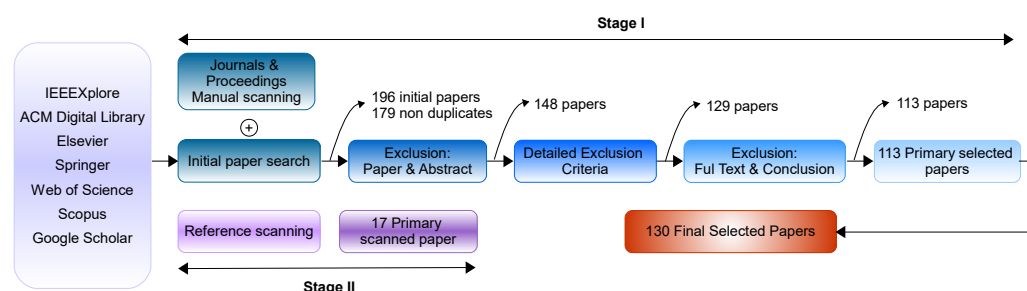 Stage I
IEEEXplore
ACM Digital Library
Elsevier
Springer
Web of Science
Scopus
Google Scholar
Journals &
Proceedings
Manual scanning
+
Initial paper search
196 initial papers
179 non duplicates
Exclusion:
Paper & Abstract
148 papers
Detailed Exclusion
Criteria
129 papers
Exclusion:
Ful Text & Conclusion
113 papers
113 Primary selected
papers
Reference scanning
17 Primary
scanned paper
130 Final Selected Papers
Stage II